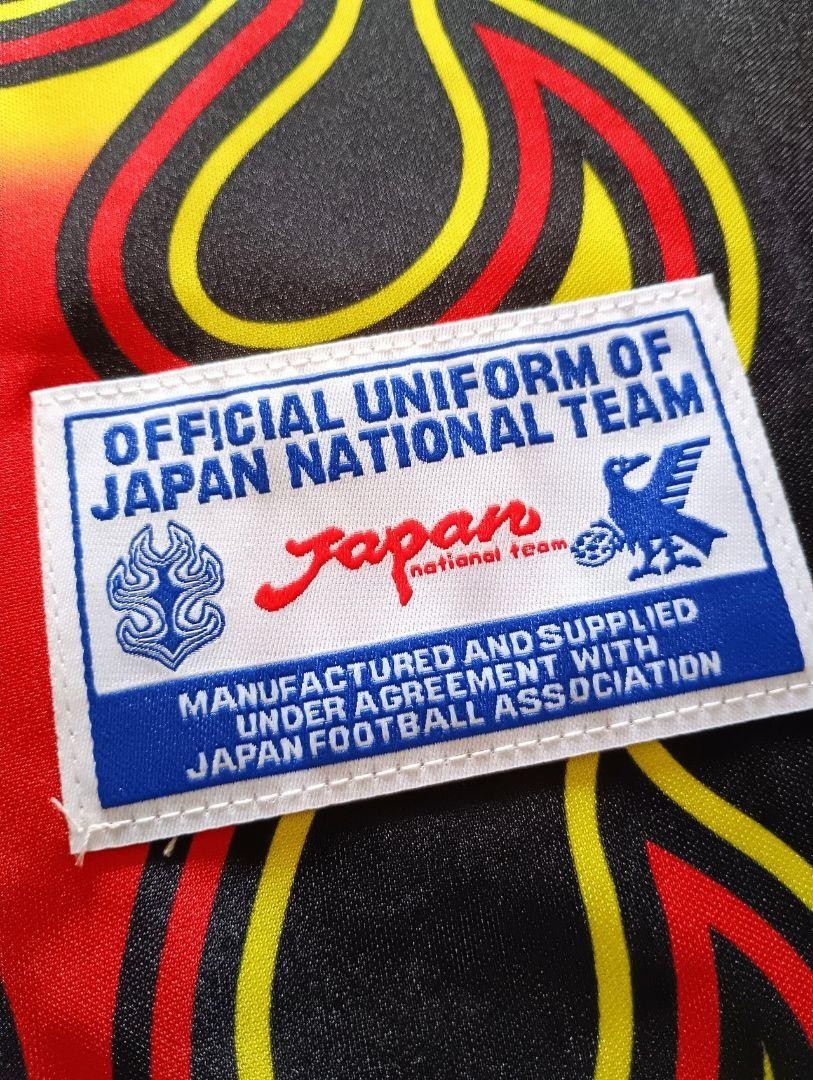 OFFICIAL UNIFORM OF
JAPAN NATIONAL TEAM
Japan
national team
MANUFACTURED AND SUPPLIED
UNDER AGREEMENT WITH
JAPAN FOOTBALL ASSOCIATION